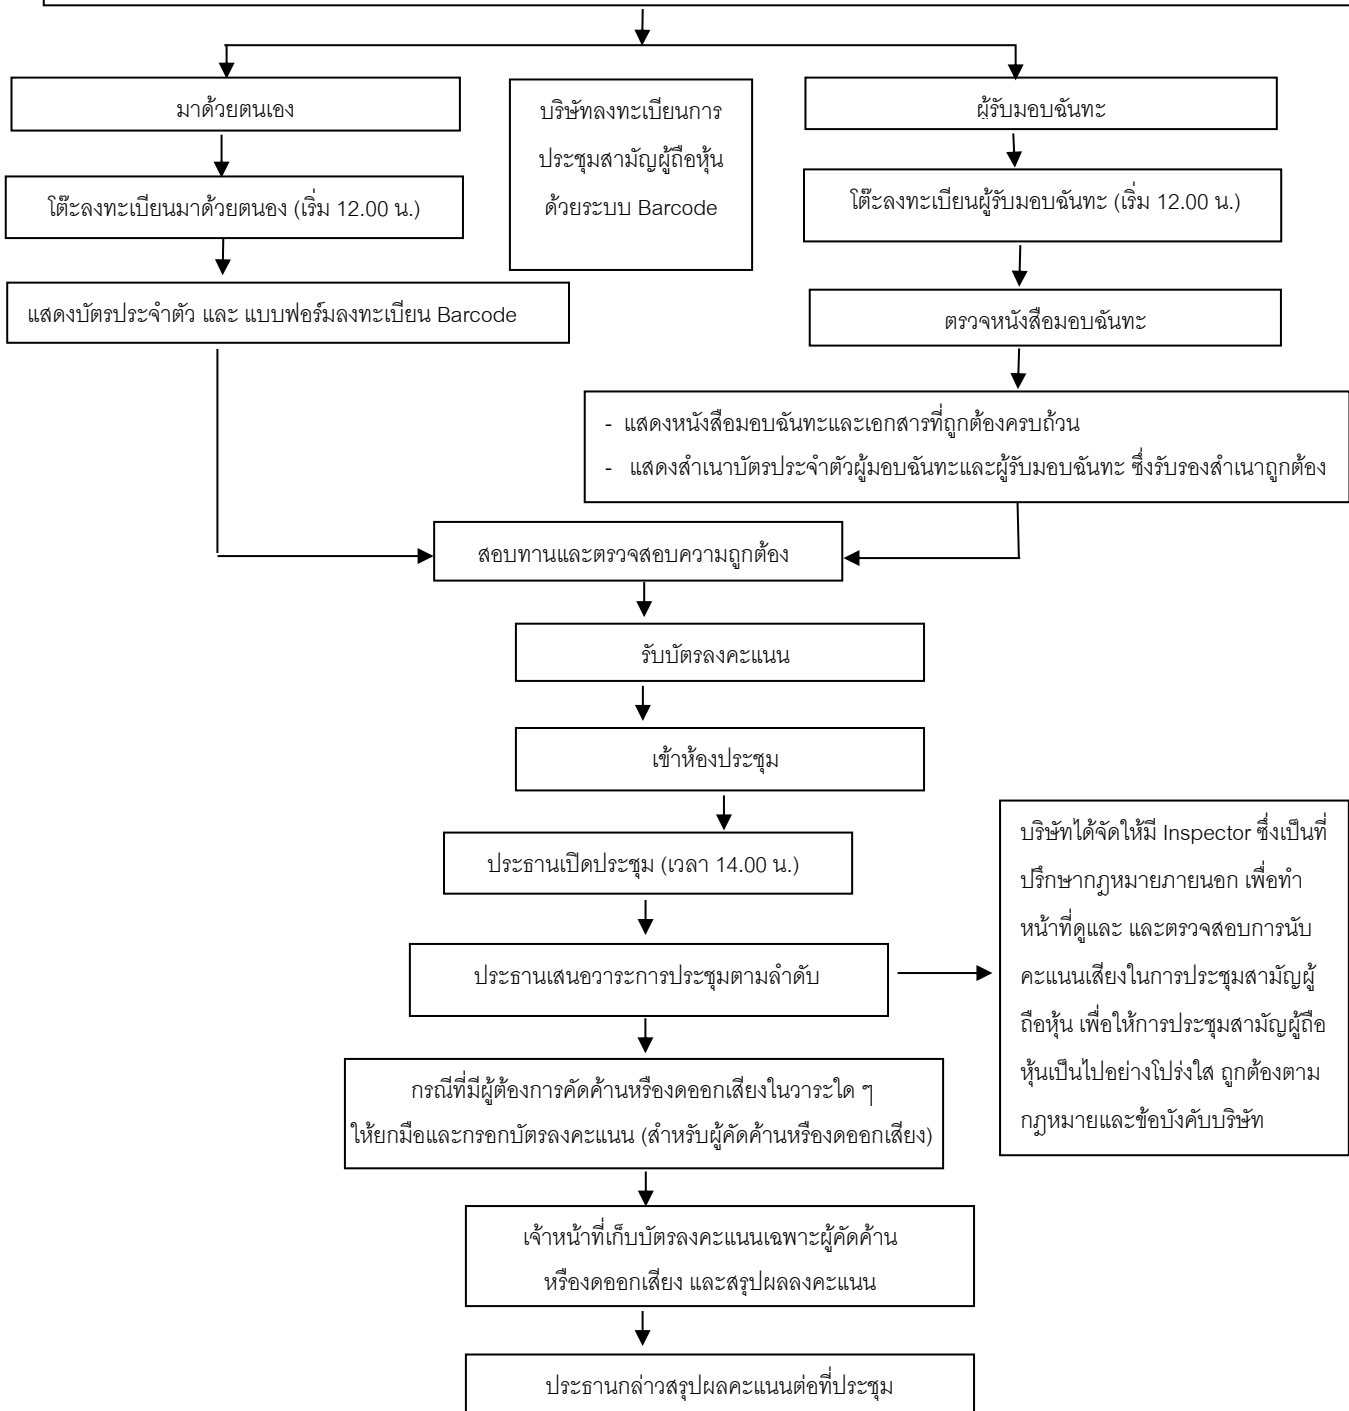 มาด้วยตนเอง
บริษัทลงทะเบียนการ
ประชุมสามัญผู้ถือหุ้น
ด้วยระบบ Barcode
ผู้รับมอบฉันทะ
โต๊ะลงทะเบียนมาด้วยตนอง (เริ่ม 12.00 น.)
โต๊ะลงทะเบียนผู้รับมอบฉันทะ (เริ่ม 12.00 น.)
แสดงบัตรประจำตัว และ แบบฟอร์มลงทะเบียน Barcode
ตรวจหนังสือมอบฉันทะ
- แสดงหนังสือมอบฉันทะและเอกสารที่ถูกต้องครบถ้วน
- แสดงสำเนาบัตรประจำตัวผู้มอบฉันทะและผู้รับมอบฉันทะ ซึ่งรับรองสำเนาถูกต้อง
สอบทานและตรวจสอบความถูกต้อง
รับบัตรลงคะแนน
เข้าห้องประชุม
ประธานเปิดประชุม (เวลา 14.00 น.)
ประธานเสนอวาระการประชุมตามลำดับ
บริษัทได้จัดให้มี Inspector ซึ่งเป็นที่
ปรึกษากฎหมายภายนอก เพื่อทำ
หน้าที่ดูและ และตรวจสอบการนับ
คะแนนเสียงในการประชุมสามัญผู้
ถือหุ้น เพื่อให้การประชุมสามัญผู้ถือ
หุ้นเป็นไปอย่างโปร่งใส ถูกต้องตาม
กฎหมายและข้อบังคับบริษัท
กรณีที่มีผู้ต้องการคัดค้านหรืองดออกเสียงในวาระใด ๆ
ให้ยกมือและกรอกบัตรลงคะแนน (สำหรับผู้คัดค้านหรืองดออกเสียง)
เจ้าหน้าที่เก็บบัตรลงคะแนนเฉพาะผู้คัดค้าน
หรืองดออกเสียง และสรุปผลลงคะแนน
ประธานกล่าวสรุปผลคะแนนต่อที่ประชุม